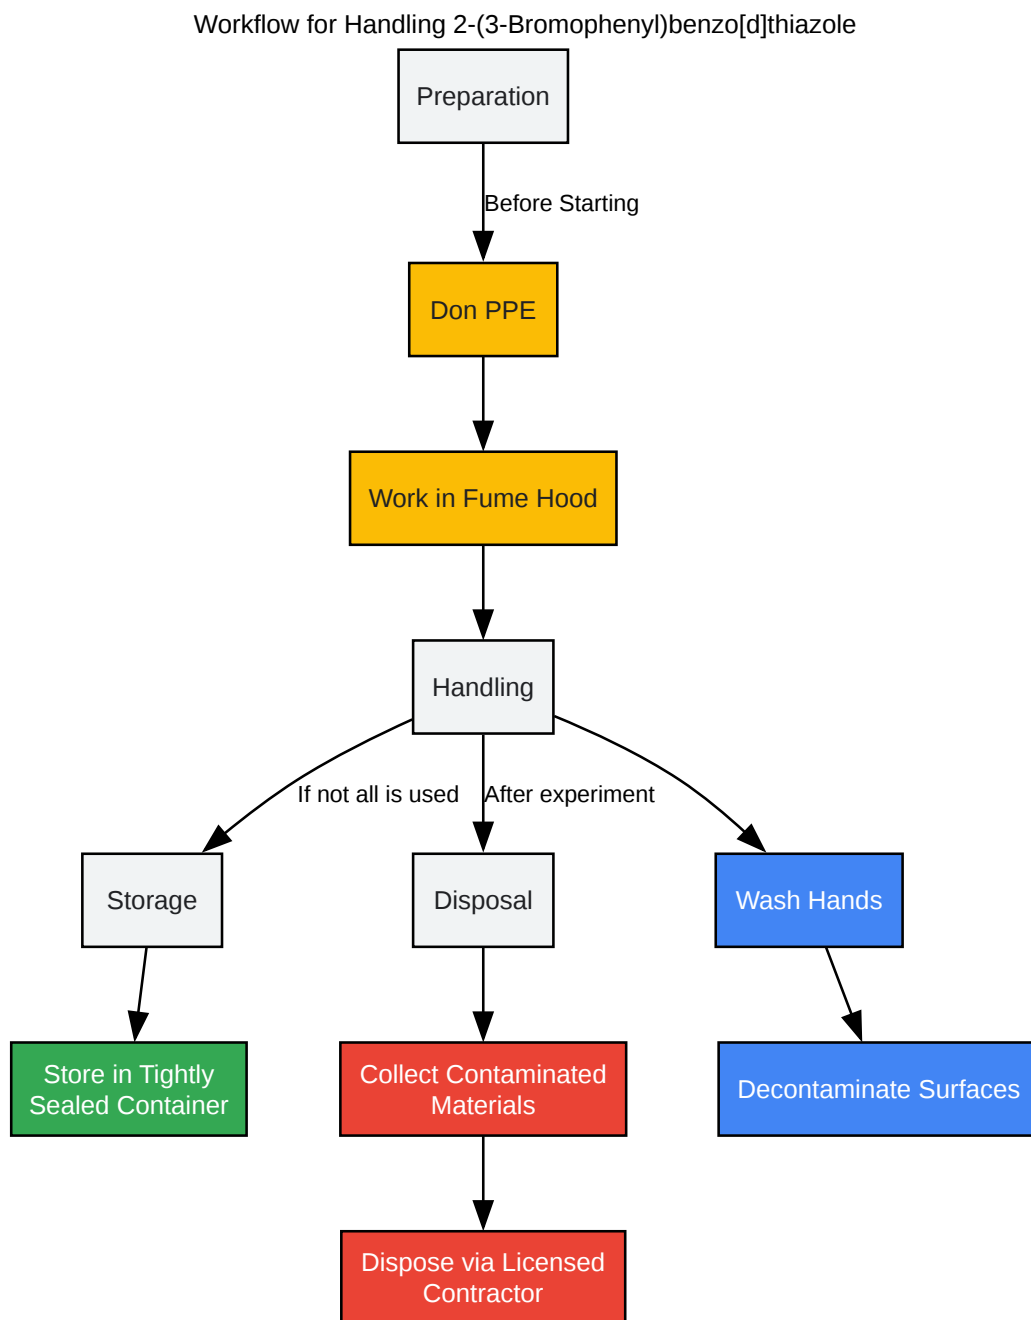 Workflow for Handling 2-(3-Bromophenyl)benzo[d]thiazole
Preparation
Before Starting
Don PPE
Work in Fume Hood
Handling
If not all is used
After experiment
Storage
Disposal
Wash Hands
Store in Tightly
Sealed Container
Collect Contaminated
Materials
Decontaminate Surfaces
Dispose via Licensed
Contractor